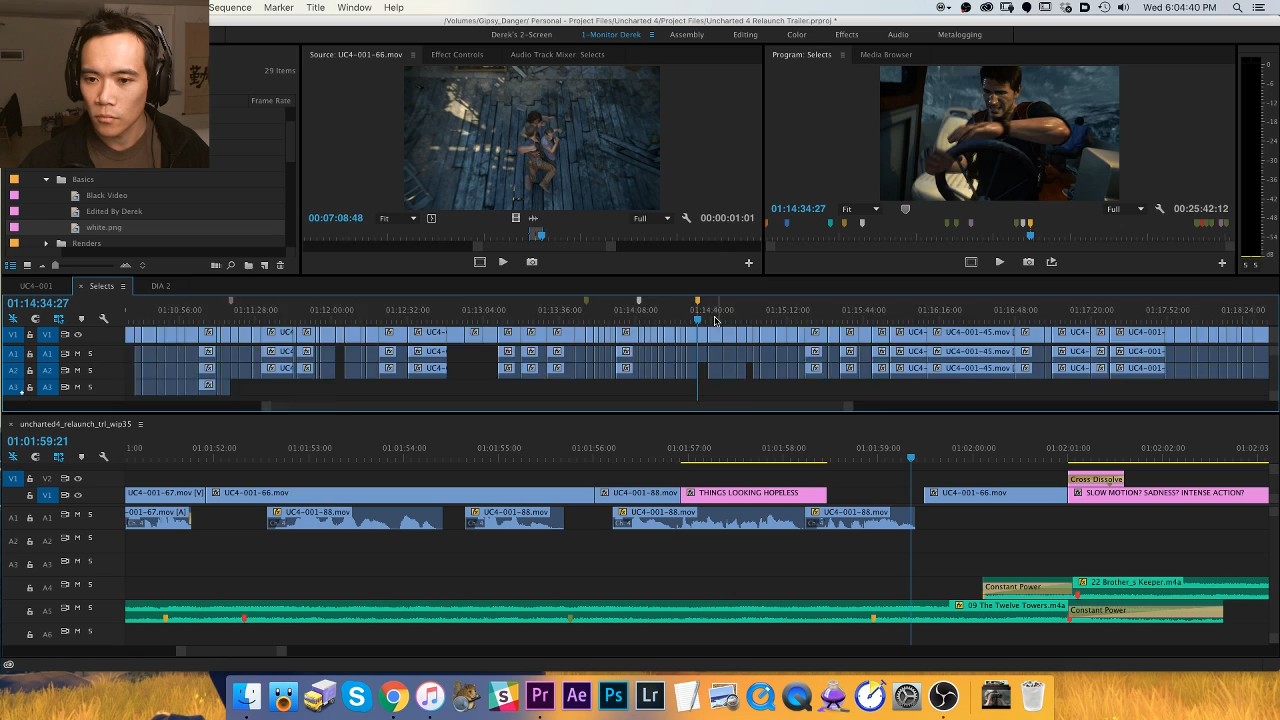 Sequence Marker Title Window Help
Wed 6:04:40 PM
/Volumes/Gipsy_Danger/ Personal - Project Files/Uncharted 4/Project Files/Uncharted 4 Relaunch Trailer.prproj *
Derek's 2-Screen 1-Monitor Derek Assembly Editing Color Effects Audio Metalogging
Source: UC4-001-66.mov Effect Controls Audio Track Mixer: Selects
Program: Selects Media Browser
29 Items
Frame Rate
Basics
Black Video
Edited By Derek
white.png
Renders
00:07:08:48 Fit Full 00:00:01:01
01:14:34:27 Fit Full 00:25:42:12
UC4-001 × Selects DIA 2
01:14:34:27
01:10:56:00 01:11:28:00 01:12:00:00 01:12:32:00 01:13:04:00 01:13:36:00 01:14:08:00 01:14:40:00 01:15:12:00 01:15:44:00 01:16:16:00 01:16:48:00 01:17:20:00 01:17:52:00 01:18:24:00
V1 UC4 UC4- UC4-001 UC4-001-45.mov UC4-001-
A1 A1 M S UC4 UC4- UC4-001 UC4-001-45.mov UC4-001-
A2 A2 M S UC4 UC4-001 UC4-001-45.mov UC4-001-
A3 A3 M S
× uncharted4_relaunch_trl_wip35
01:01:59:21
1:00 01:01:52:00 01:01:53:00 01:01:54:00 01:01:55:00 01:01:56:00 01:01:57:00 01:01:58:00 01:01:59:00 01:02:00:00 01:02:01:00 01:02:02:00 01:02:03
V1 V2 Cross Dissolve
V1 UC4-001-67.mov [V] UC4-001-66.mov UC4-001-88.mov THINGS LOOKING HOPELESS UC4-001-66.mov SLOW MOTION? SADNESS? INTENSE ACTION?
A1 A1 M S -001-67.mov [A] UC4-001-88.mov UC4-001-88.mov UC4-001-88.mov UC4-001-88.mov
A2 A2 M S
A3 A3 M S
A4 M S Constant Power 22 Brother_s Keeper.m4a
A5 M S 09 The Twelve Towers.m4a Constant Power
A6 M S